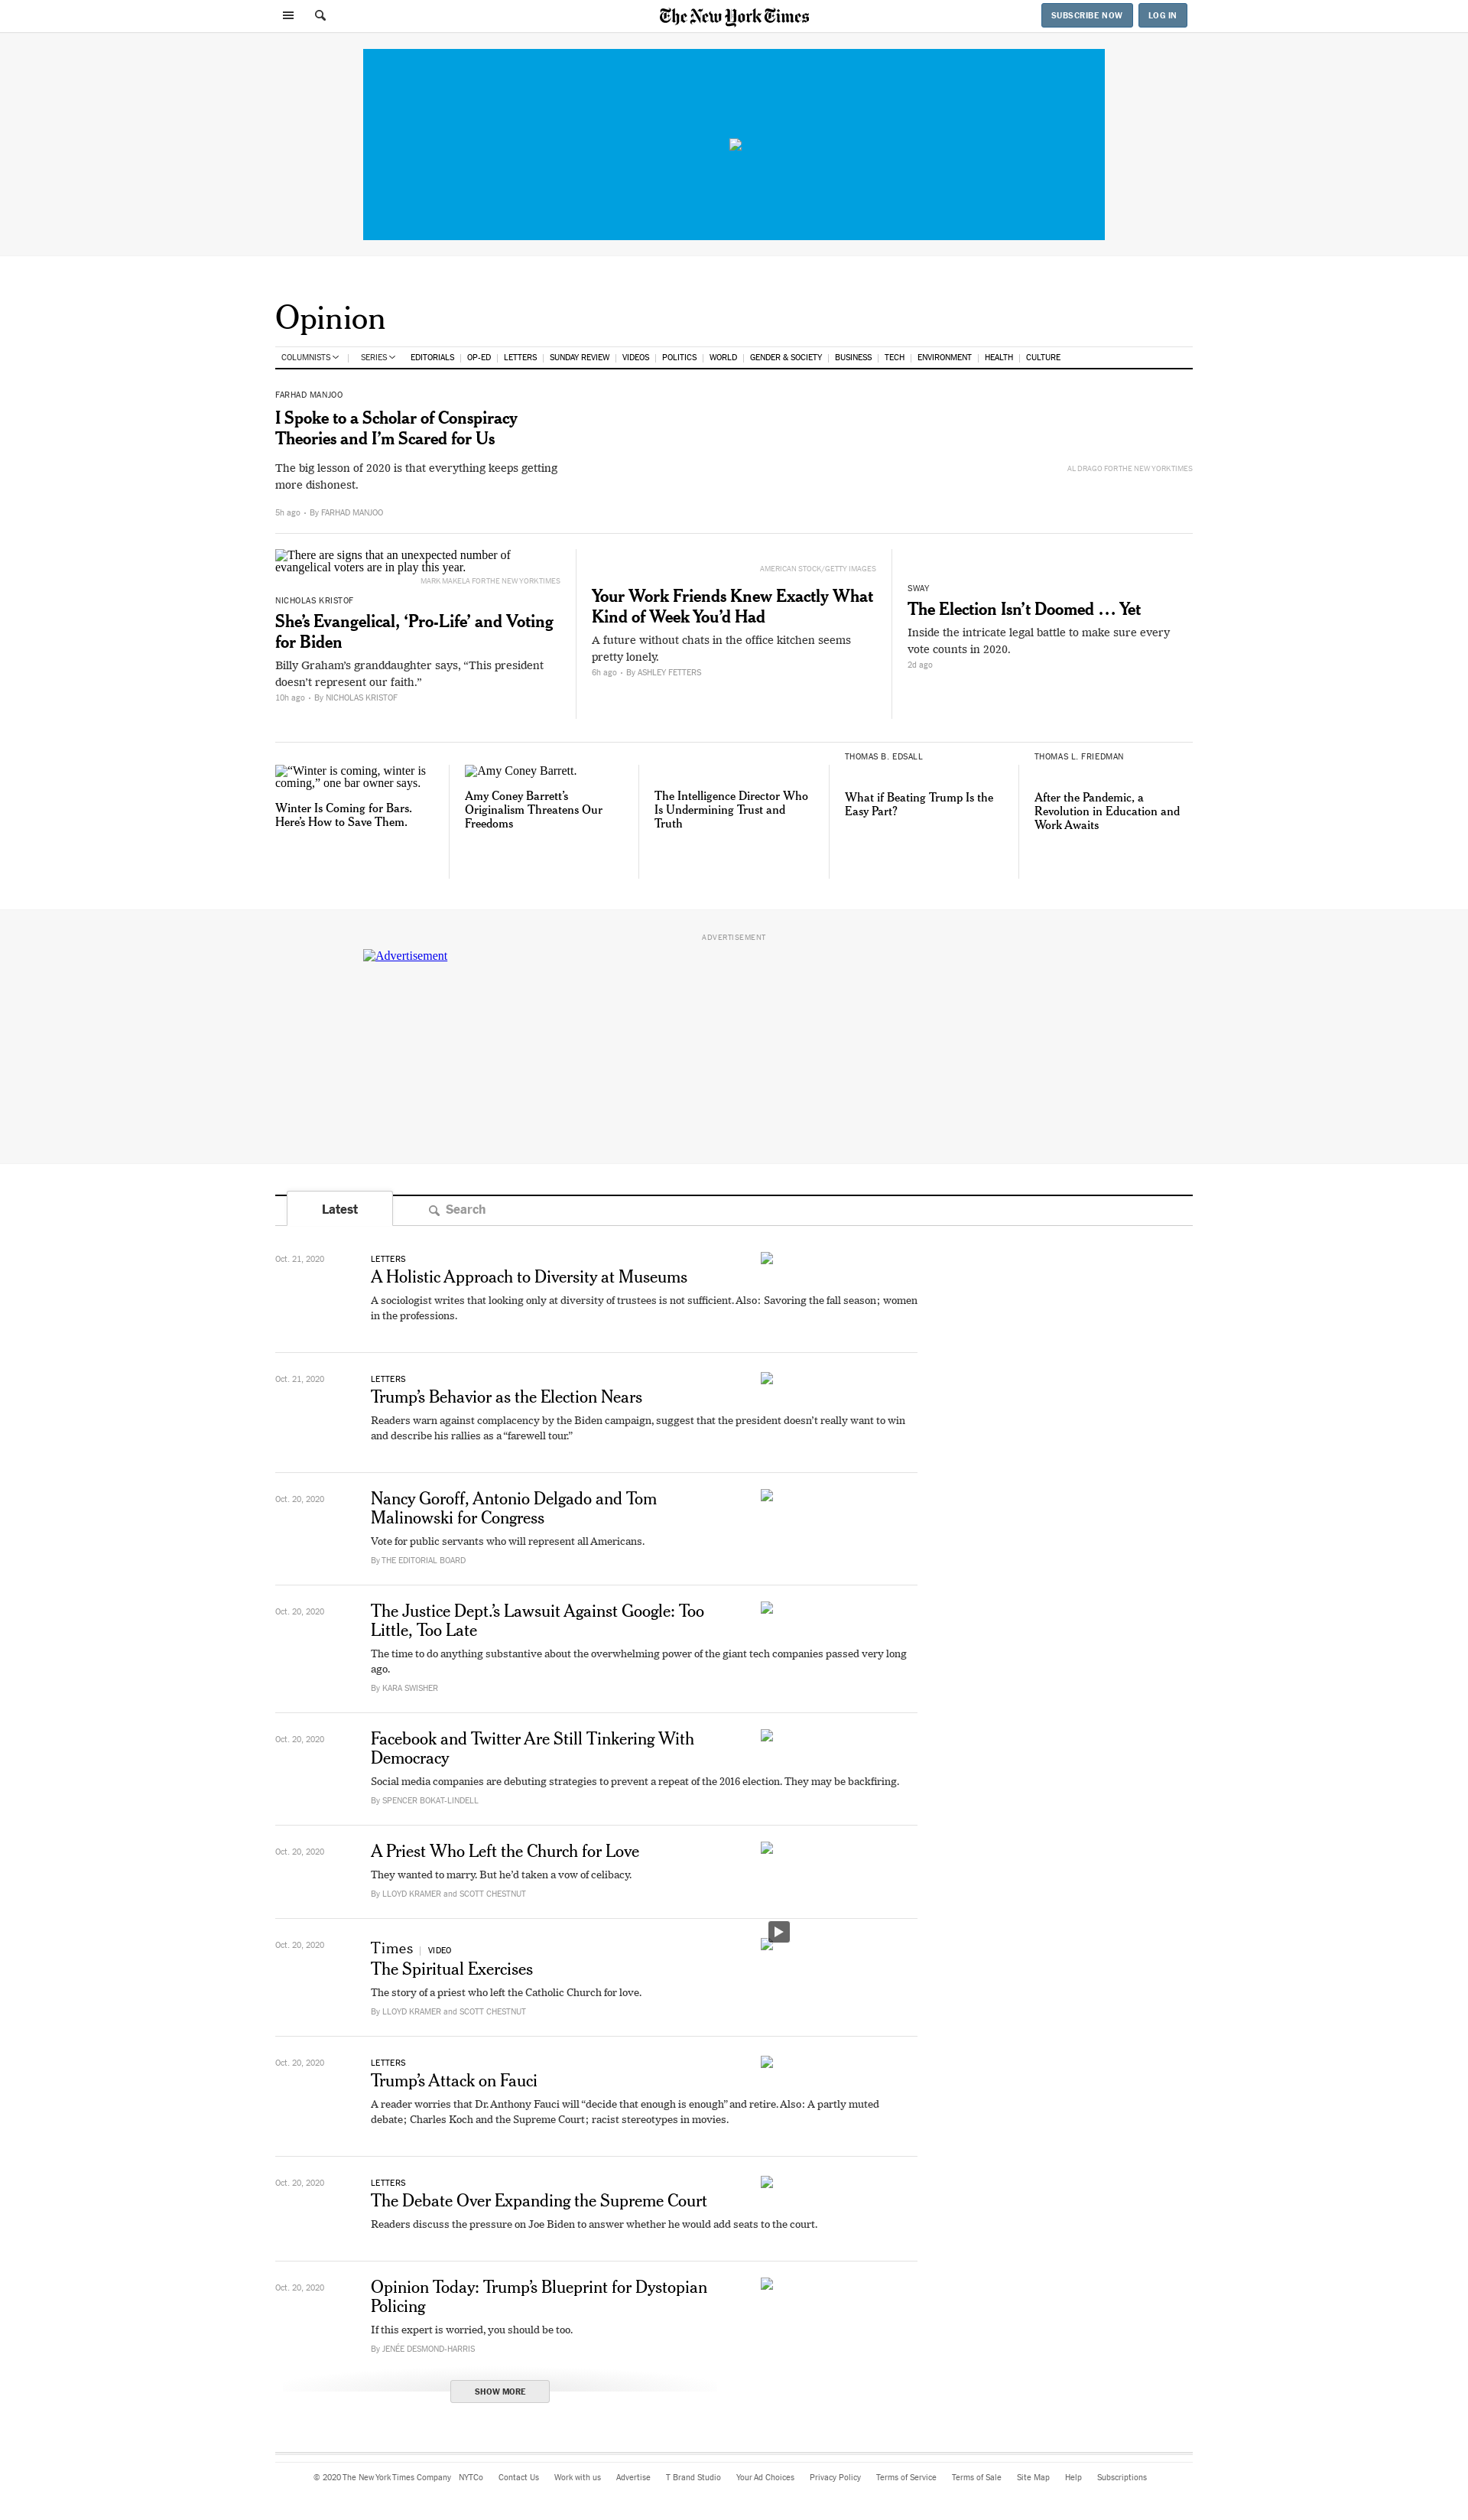 The New York Times
SUBSCRIBE NOW
LOG IN
Opinion
COLUMNISTS
SERIES
EDITORIALS
OP-ED
LETTERS
SUNDAY REVIEW
VIDEOS
POLITICS
WORLD
GENDER & SOCIETY
BUSINESS
TECH
ENVIRONMENT
HEALTH
CULTURE
FARHAD MANJOO
I Spoke to a Scholar of Conspiracy
Theories and I’m Scared for Us
The big lesson of 2020 is that everything keeps getting
more dishonest.
AL DRAGO FOR THE NEW YORK TIMES
5h ago • By FARHAD MANJOO
There are signs that an unexpected number of
evangelical voters are in play this year.
MARK MAKELA FOR THE NEW YORK TIMES
NICHOLAS KRISTOF
She’s Evangelical, ‘Pro-Life’ and Voting
for Biden
Billy Graham’s granddaughter says, “This president
doesn’t represent our faith.”
10h ago • By NICHOLAS KRISTOF
AMERICAN STOCK/GETTY IMAGES
Your Work Friends Knew Exactly What
Kind of Week You’d Had
A future without chats in the office kitchen seems
pretty lonely.
6h ago • By ASHLEY FETTERS
SWAY
The Election Isn’t Doomed … Yet
Inside the intricate legal battle to make sure every
vote counts in 2020.
2d ago
“Winter is coming, winter is
coming,” one bar owner says.
Winter Is Coming for Bars.
Here’s How to Save Them.
Amy Coney Barrett.
Amy Coney Barrett’s
Originalism Threatens Our
Freedoms
The Intelligence Director Who
Is Undermining Trust and
Truth
THOMAS B. EDSALL
What if Beating Trump Is the
Easy Part?
THOMAS L. FRIEDMAN
After the Pandemic, a
Revolution in Education and
Work Awaits
ADVERTISEMENT
Advertisement
Latest
Search
Oct. 21, 2020
LETTERS
A Holistic Approach to Diversity at Museums
A sociologist writes that looking only at diversity of trustees is not sufficient. Also: Savoring the fall season; women
in the professions.
Oct. 21, 2020
LETTERS
Trump’s Behavior as the Election Nears
Readers warn against complacency by the Biden campaign, suggest that the president doesn’t really want to win
and describe his rallies as a “farewell tour.”
Oct. 20, 2020
Nancy Goroff, Antonio Delgado and Tom
Malinowski for Congress
Vote for public servants who will represent all Americans.
By THE EDITORIAL BOARD
Oct. 20, 2020
The Justice Dept.’s Lawsuit Against Google: Too
Little, Too Late
The time to do anything substantive about the overwhelming power of the giant tech companies passed very long
ago.
By KARA SWISHER
Oct. 20, 2020
Facebook and Twitter Are Still Tinkering With
Democracy
Social media companies are debuting strategies to prevent a repeat of the 2016 election. They may be backfiring.
By SPENCER BOKAT-LINDELL
Oct. 20, 2020
A Priest Who Left the Church for Love
They wanted to marry. But he’d taken a vow of celibacy.
By LLOYD KRAMER and SCOTT CHESTNUT
Oct. 20, 2020
Times | VIDEO
The Spiritual Exercises
The story of a priest who left the Catholic Church for love.
By LLOYD KRAMER and SCOTT CHESTNUT
Oct. 20, 2020
LETTERS
Trump’s Attack on Fauci
A reader worries that Dr. Anthony Fauci will “decide that enough is enough” and retire. Also: A partly muted
debate; Charles Koch and the Supreme Court; racist stereotypes in movies.
Oct. 20, 2020
LETTERS
The Debate Over Expanding the Supreme Court
Readers discuss the pressure on Joe Biden to answer whether he would add seats to the court.
Oct. 20, 2020
Opinion Today: Trump’s Blueprint for Dystopian
Policing
If this expert is worried, you should be too.
By JENÉE DESMOND-HARRIS
SHOW MORE
© 2020 The New York Times Company NYTCo Contact Us Work with us Advertise T Brand Studio Your Ad Choices Privacy Policy Terms of Service Terms of Sale Site Map Help Subscriptions